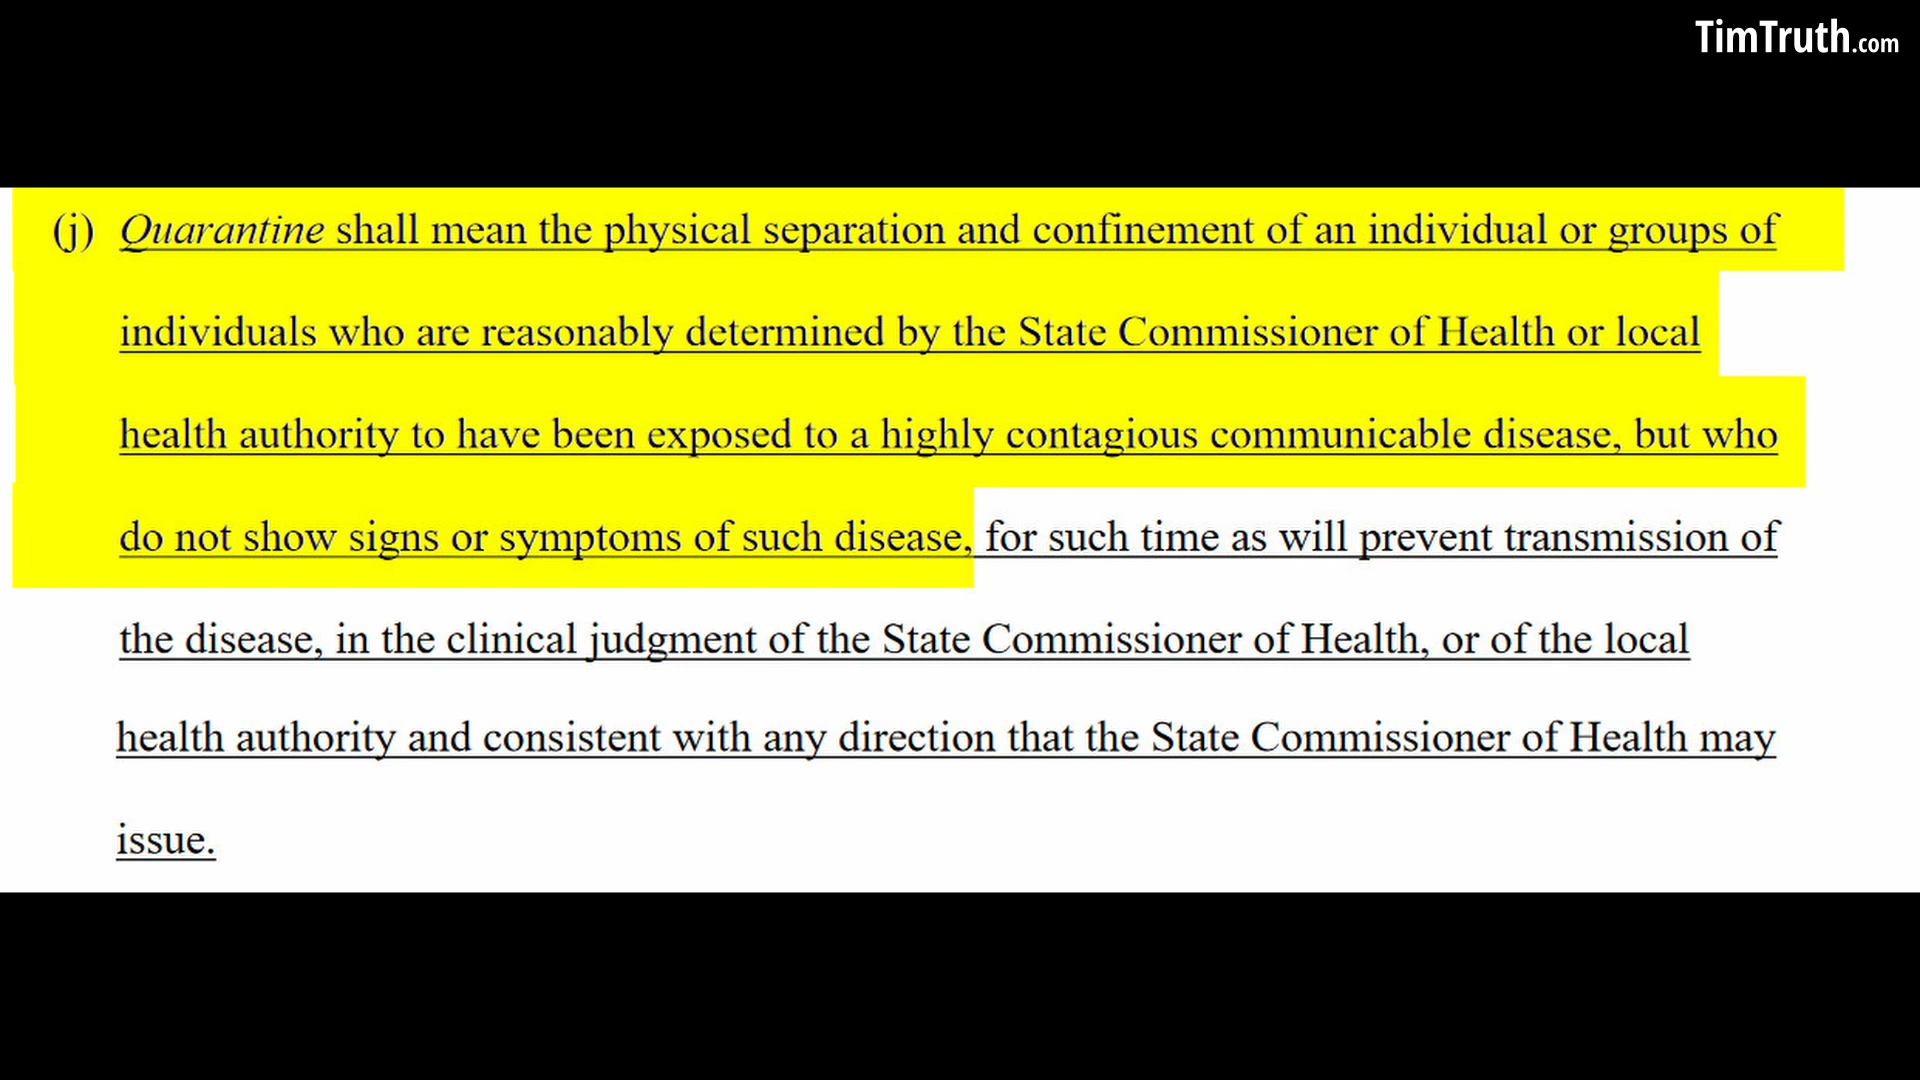 TimTruth.com
(j) Quarantine shall mean the physical separation and confinement of an individual or groups of
individuals who are reasonably determined by the State Commissioner of Health or local
health authority to have been exposed to a highly contagious communicable disease, but who
do not show signs or symptoms of such disease, for such time as will prevent transmission of
the disease, in the clinical judgment of the State Commissioner of Health, or of the local
health authority and consistent with any direction that the State Commissioner of Health may
issue.